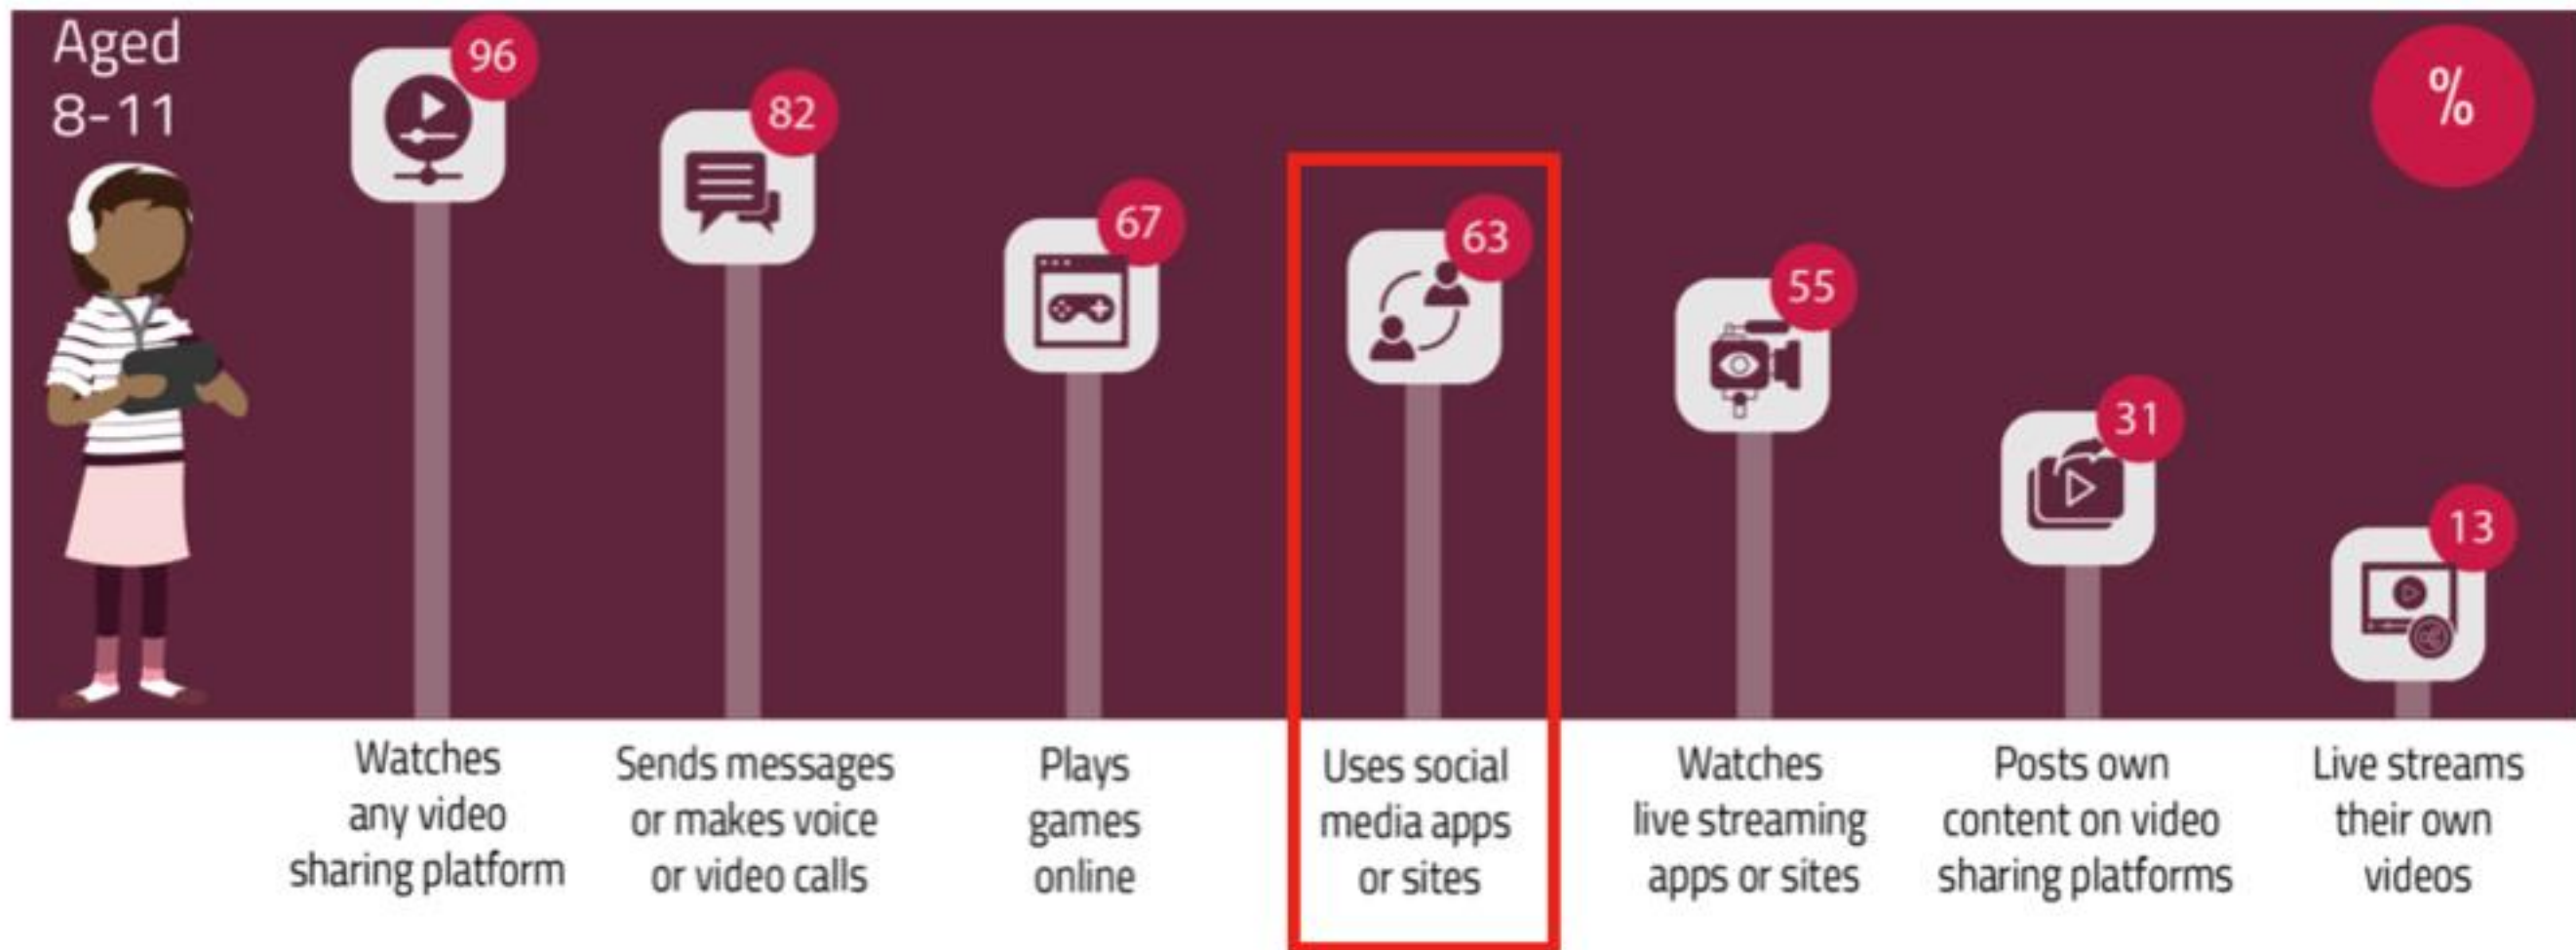 Aged
8-11
96
82
67
63
55
31
13
%
Watches
any video
sharing platform
Sends messages
or makes voice
or video calls
Plays
games
online
Uses social
media apps
or sites
Watches
live streaming
apps or sites
Posts own
content on video
sharing platforms
Live streams
their own
videos